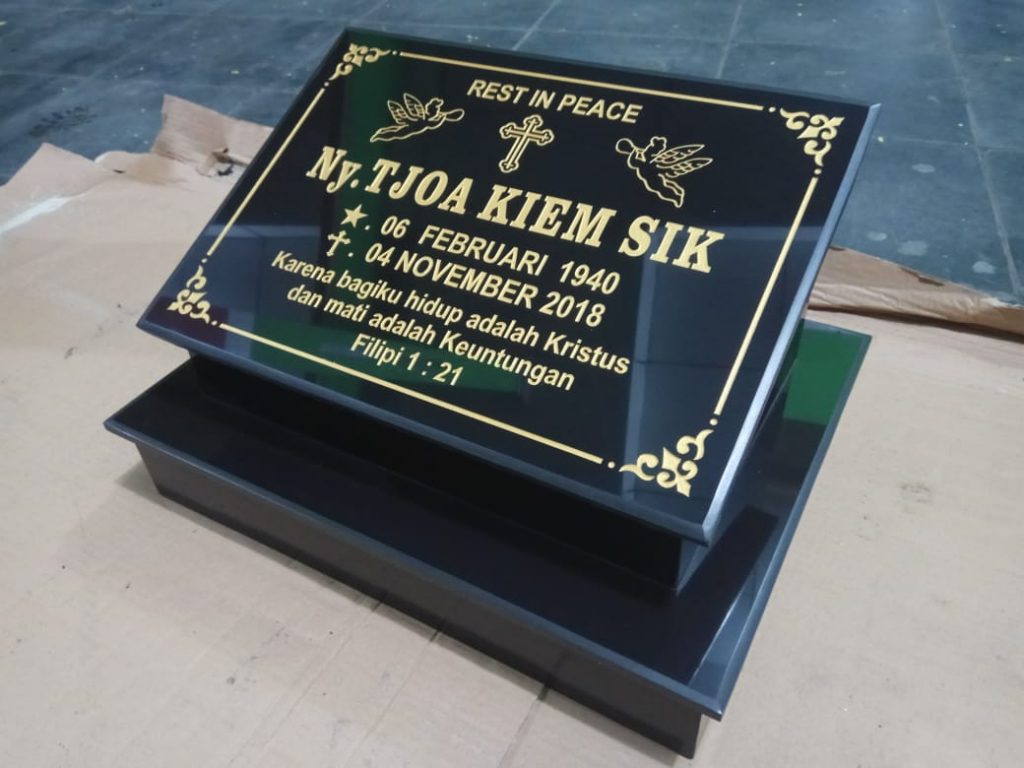 REST IN PEACE
Ny.TJOA KIEM SIK
. 06 FEBRUARI 1940
. 04 NOVEMBER 2018
Karena bagiku hidup adalah Kristus
dan mati adalah Keuntungan
Filipi 1 : 21